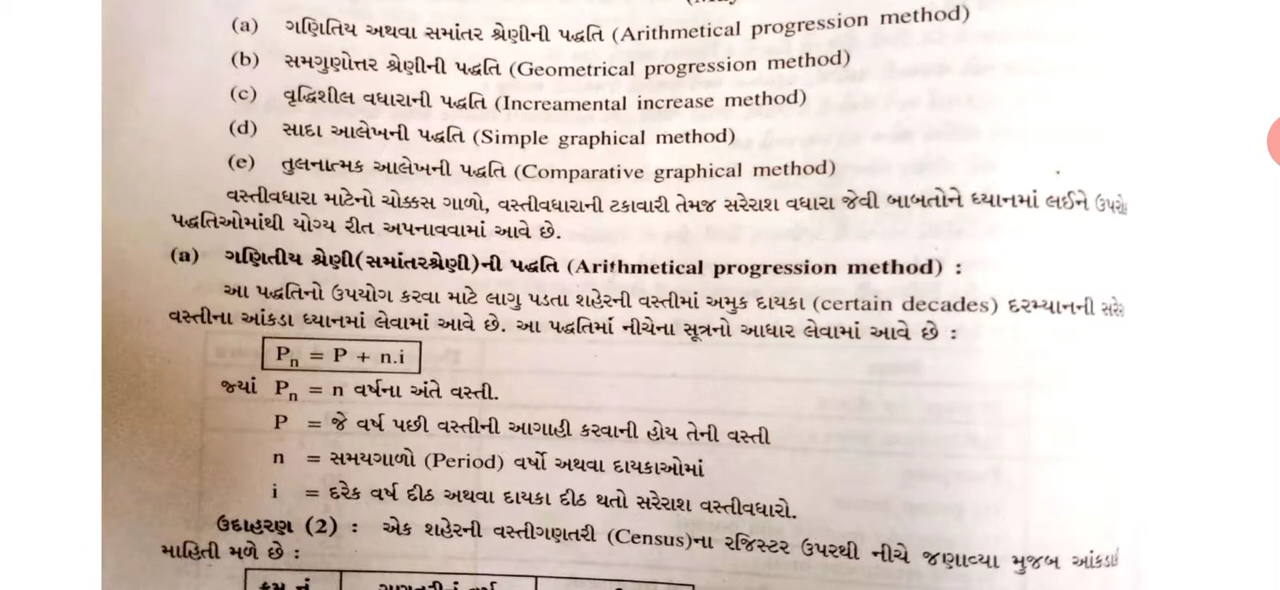 (a) ગણિતિય અથવા સમાંતર શ્રેણીની પદ્ધતિ (Arithmetical progression method)
(b) સમગુણોત્તર શ્રેણીની પદ્ધતિ (Geometrical progression method)
(c) વૃદ્ધિશીલ વધારાની પદ્ધતિ (Increamental increase method)
(d) સાદા આલેખની પદ્ધતિ (Simple graphical method)
(e) તુલનાત્મક આલેખની પદ્ધતિ (Comparative graphical method)
વસ્તીવધારા માટેનો ચોક્કસ ગાળો, વસ્તીવધારાની ટકાવારી તેમજ સરેરાશ વધારા જેવી બાબતોને ધ્યાનમાં લઈને
પદ્ધતિઓમાંથી યોગ્ય રીત અપનાવવામાં આવે છે.
(a) ગણિતીય શ્રેણી(સમાંતરશ્રેણી)ની પદ્ધતિ (Arithmetical progression method) :
આ પદ્ધતિનો ઉપયોગ કરવા માટે લાગુ પડતા શહેરની વસ્તીમાં અમુક દાયકા (certain decades) દરમ્યાનની
વસ્તીના આંકડા ધ્યાનમાં લેવામાં આવે છે. આ પદ્ધતિમાં નીચેના સૂત્રનો આધાર લેવામાં આવે છે :
Pₙ = P + n.i
જ્યાં Pₙ = n વર્ષના અંતે વસ્તી.
P = જે વર્ષ પછી વસ્તીની આગાહી કરવાની હોય તેની વસ્તી
n = સમયગાળો (Period) વર્ષો અથવા દાયકાઓમાં
i = દરેક વર્ષ દીઠ અથવા દાયકા દીઠ થતો સરેરાશ વસ્તીવધારો.
ઉદાહરણ (2) : એક શહેરની વસ્તીગણતરી (Census)ના રજિસ્ટર ઉપરથી નીચે જણાવ્યા મુજબ આંકડા
માહિતી મળે છે :